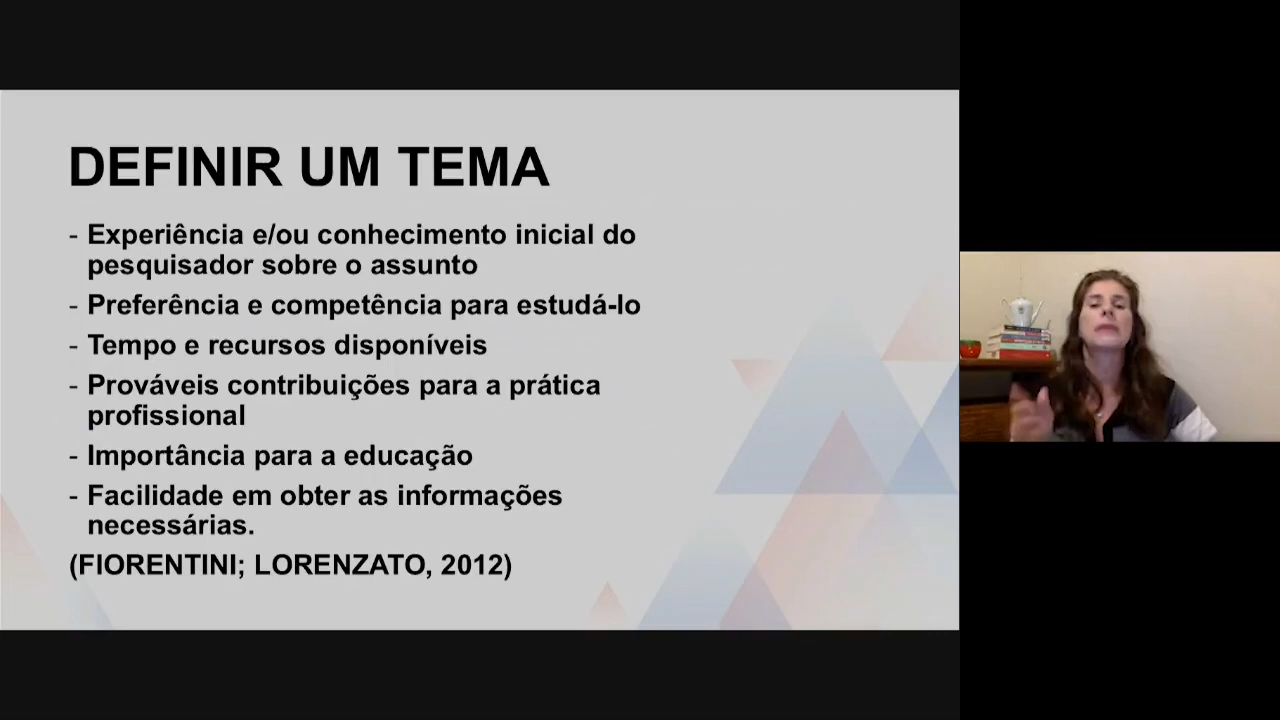 DEFINIR UM TEMA
- Experiência e/ou conhecimento inicial do
pesquisador sobre o assunto
- Preferência e competência para estudá-lo
- Tempo e recursos disponíveis
- Prováveis contribuições para a prática
profissional
- Importância para a educação
- Facilidade em obter as informações
necessárias.
(FIORENTINI; LORENZATO, 2012)